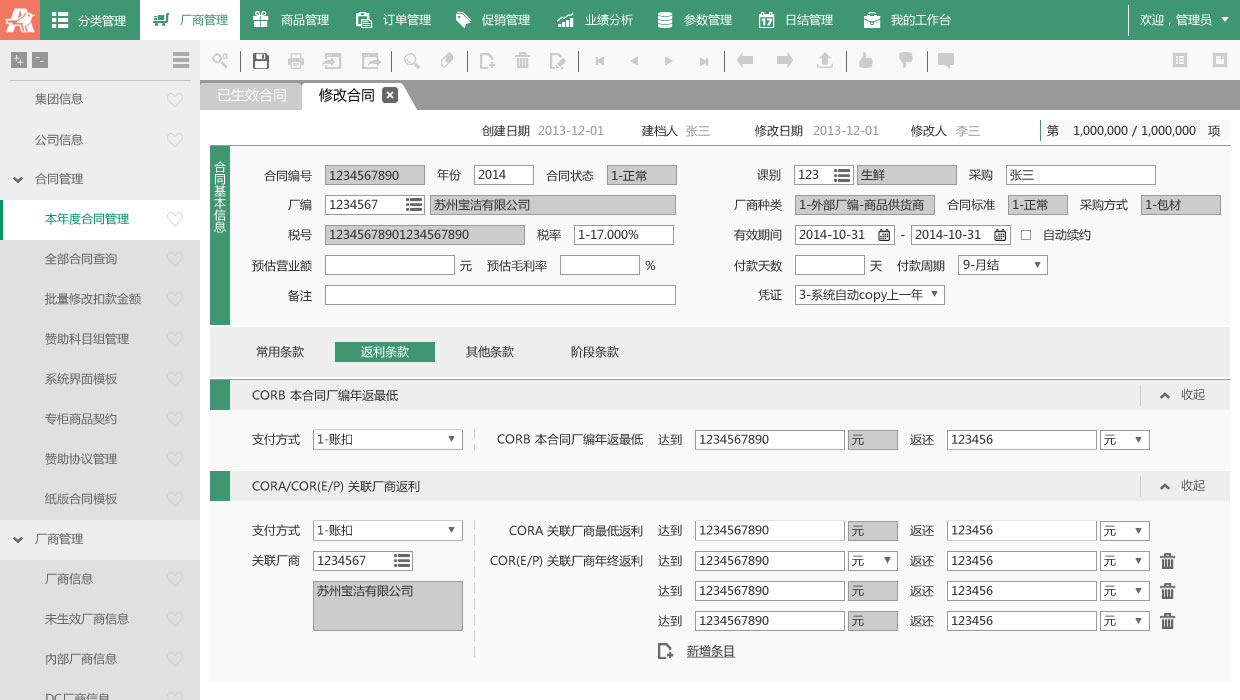 分类管理 厂商管理 商品管理 订单管理 促销管理 业绩分析 参数管理 17 日结管理 我的工作台 欢迎，管理员
集团信息
公司信息
合同管理
本年度合同管理
全部合同查询
批量修改扣款金额
赞助科目组管理
系统界面模板
专柜商品契约
赞助协议管理
纸版合同模板
厂商管理
厂商信息
未生效厂商信息
内部厂商信息
DC厂商信息
已生效合同 修改合同
创建日期 2013-12-01 建档人 张三 修改日期 2013-12-01 修改人 李三 第 1,000,000 / 1,000,000 项
合同基本信息
合同编号 1234567890 年份 2014 合同状态 1-正常 课别 123 生鲜 采购 张三
厂编 1234567 苏州宝洁有限公司 厂商种类 1-外部厂编-商品供货商 合同标准 1-正常 采购方式 1-包材
税号 12345678901234567890 税率 1-17.000% 有效期间 2014-10-31 - 2014-10-31 自动续约
预估营业额 元 预估毛利率 % 付款天数 天 付款周期 9-月结
备注 凭证 3-系统自动copy上一年
常用条款 返利条款 其他条款 阶段条款
CORB 本合同厂编年返最低 收起
支付方式 1-账扣 CORB 本合同厂编年返最低 达到 1234567890 元 返还 123456 元
CORA/COR(E/P) 关联厂商返利 收起
支付方式 1-账扣 CORA 关联厂商最低返利 达到 1234567890 元 返还 123456 元
关联厂商 1234567 COR(E/P) 关联厂商年终返利 达到 1234567890 元 返还 123456 元
苏州宝洁有限公司 达到 1234567890 元 返还 123456 元
达到 1234567890 元 返还 123456 元
新增条目